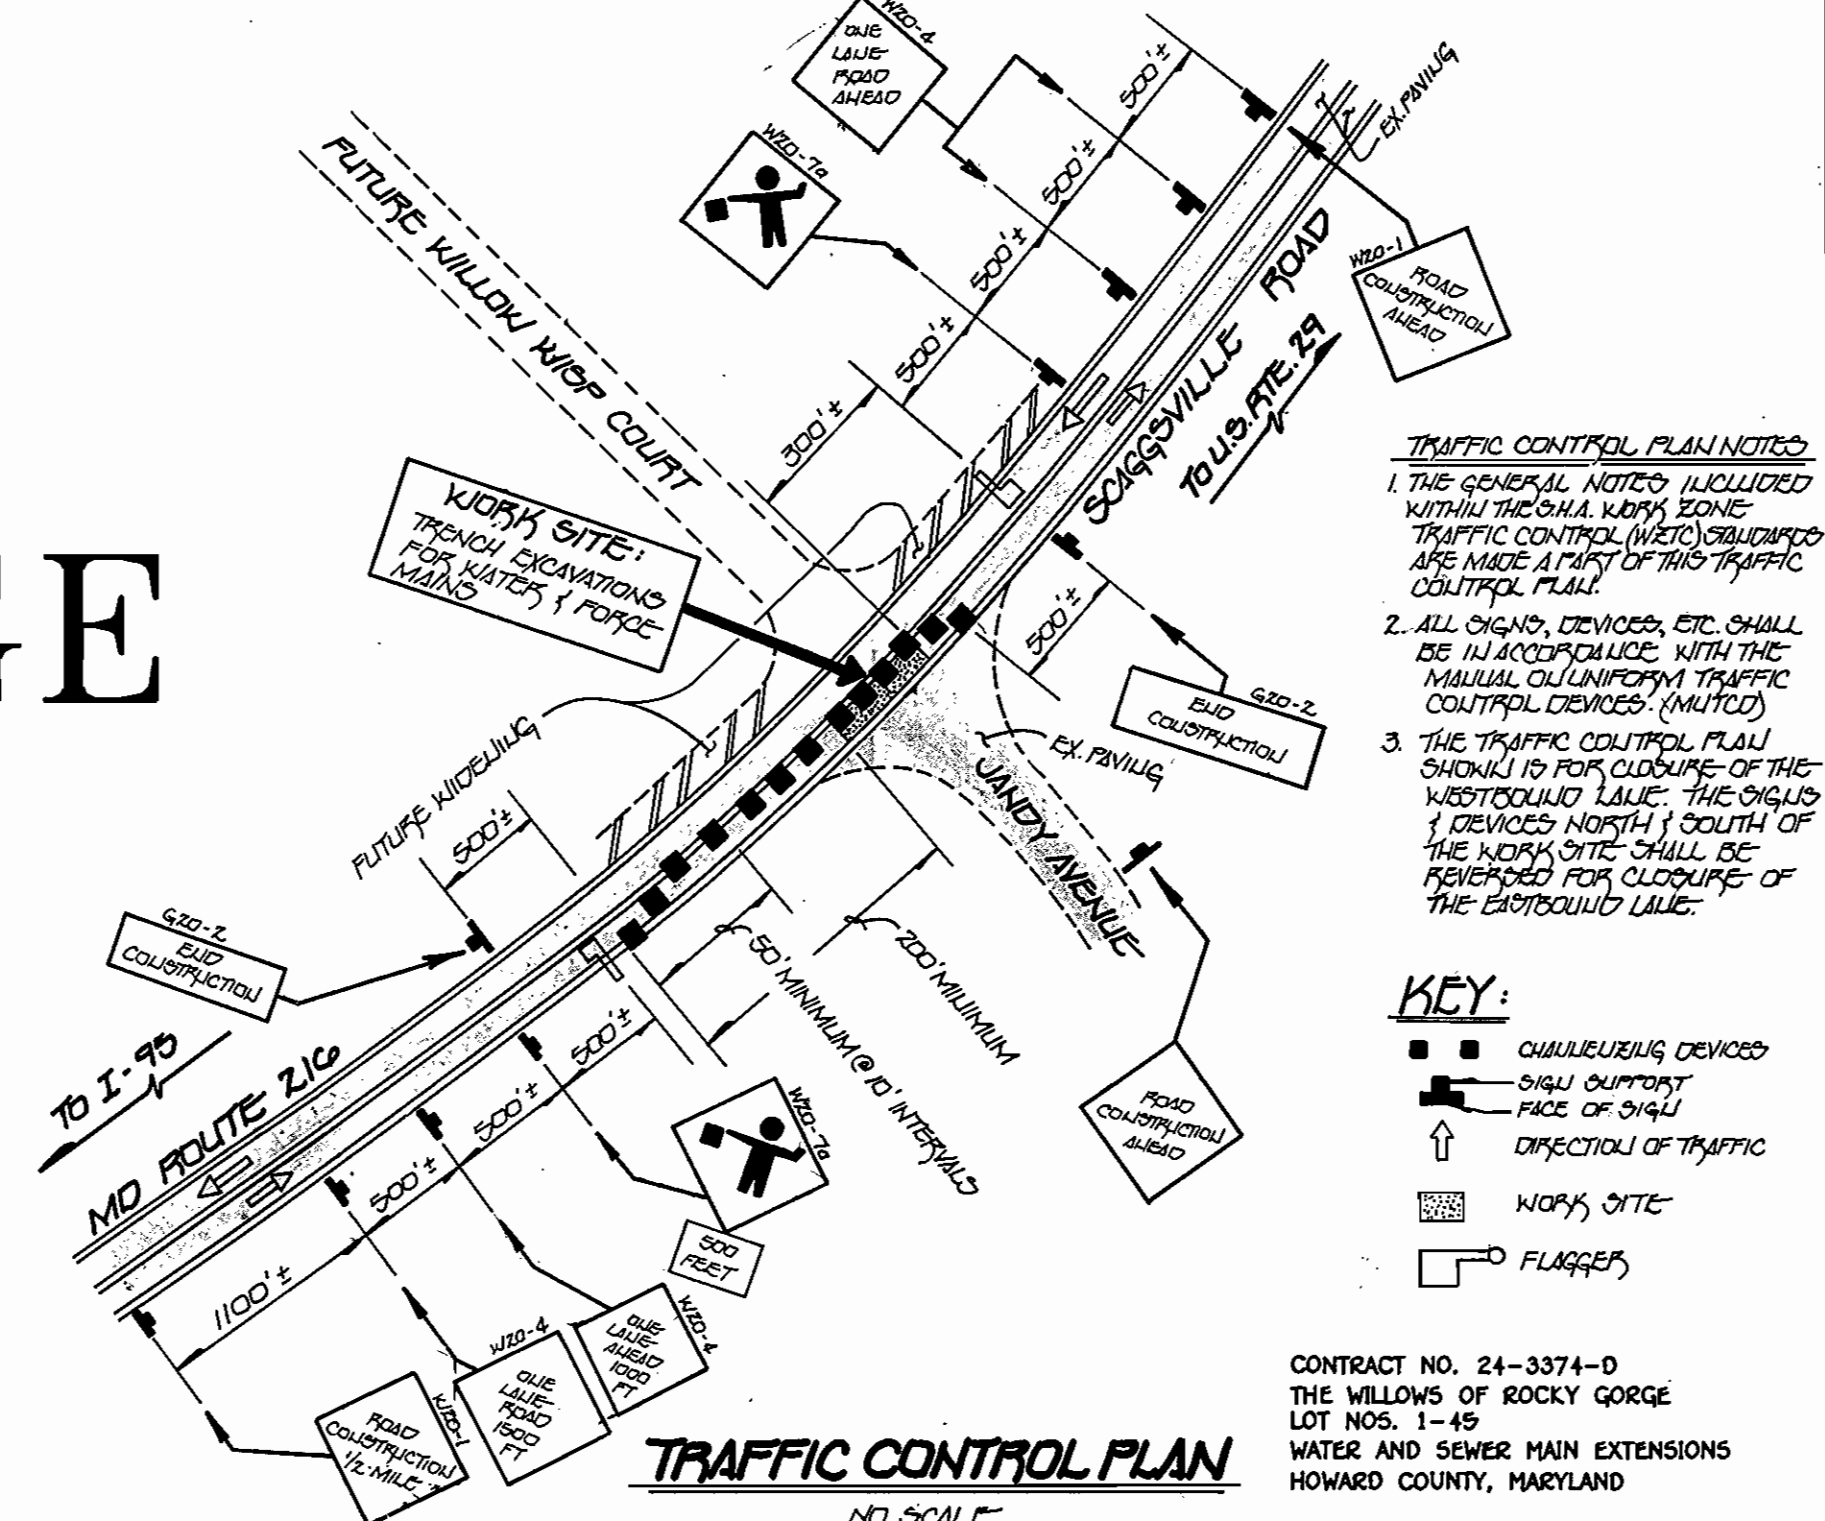 GE
W20-4
ONE
LANE
ROAD
AHEAD
W20-7a
500'±
500'±
500'±
500'±
300'±
EX. PAVING
FUTURE WILLOW WISP COURT
SCAGGSVILLE ROAD
TO U.S. RTE. 29
W20-1
ROAD
CONSTRUCTION
AHEAD
WORK SITE:
TRENCH EXCAVATIONS
FOR WATER & FORCE
MAINS
500'±
G20-2
END
CONSTRUCTION
EX. PAVING
JANDY AVENUE
FUTURE WIDENING
500'±
G20-2
END
CONSTRUCTION
50' MINIMUM @ 10' INTERVALS
200' MINIMUM
TO I-95
MD ROUTE 216
500'±
500'±
500'±
1100'±
W20-7a
500
FEET
ROAD
CONSTRUCTION
AHEAD
W20-4
ONE
LANE
AHEAD
1000
FT
W20-4
ONE
LANE
ROAD
1500
FT
W20-1
ROAD
CONSTRUCTION
1/2 MILE
TRAFFIC CONTROL PLAN NOTES
1. THE GENERAL NOTES INCLUDED
WITHIN THE S.H.A. WORK ZONE
TRAFFIC CONTROL (WZTC) STANDARDS
ARE MADE A PART OF THIS TRAFFIC
CONTROL PLAN.
2. ALL SIGNS, DEVICES, ETC. SHALL
BE IN ACCORDANCE WITH THE
MANUAL ON UNIFORM TRAFFIC
CONTROL DEVICES. (MUTCD)
3. THE TRAFFIC CONTROL PLAN
SHOWN IS FOR CLOSURE OF THE
WESTBOUND LANE. THE SIGNS
& DEVICES NORTH & SOUTH OF
THE WORK SITE SHALL BE
REVERSED FOR CLOSURE OF
THE EASTBOUND LANE.
KEY:
CHANNELIZING DEVICES
SIGN SUPPORT
FACE OF SIGN
DIRECTION OF TRAFFIC
WORK SITE
FLAGGER
TRAFFIC CONTROL PLAN
NO SCALE
CONTRACT NO. 24-3374-D
THE WILLOWS OF ROCKY GORGE
LOT NOS. 1-45
WATER AND SEWER MAIN EXTENSIONS
HOWARD COUNTY, MARYLAND